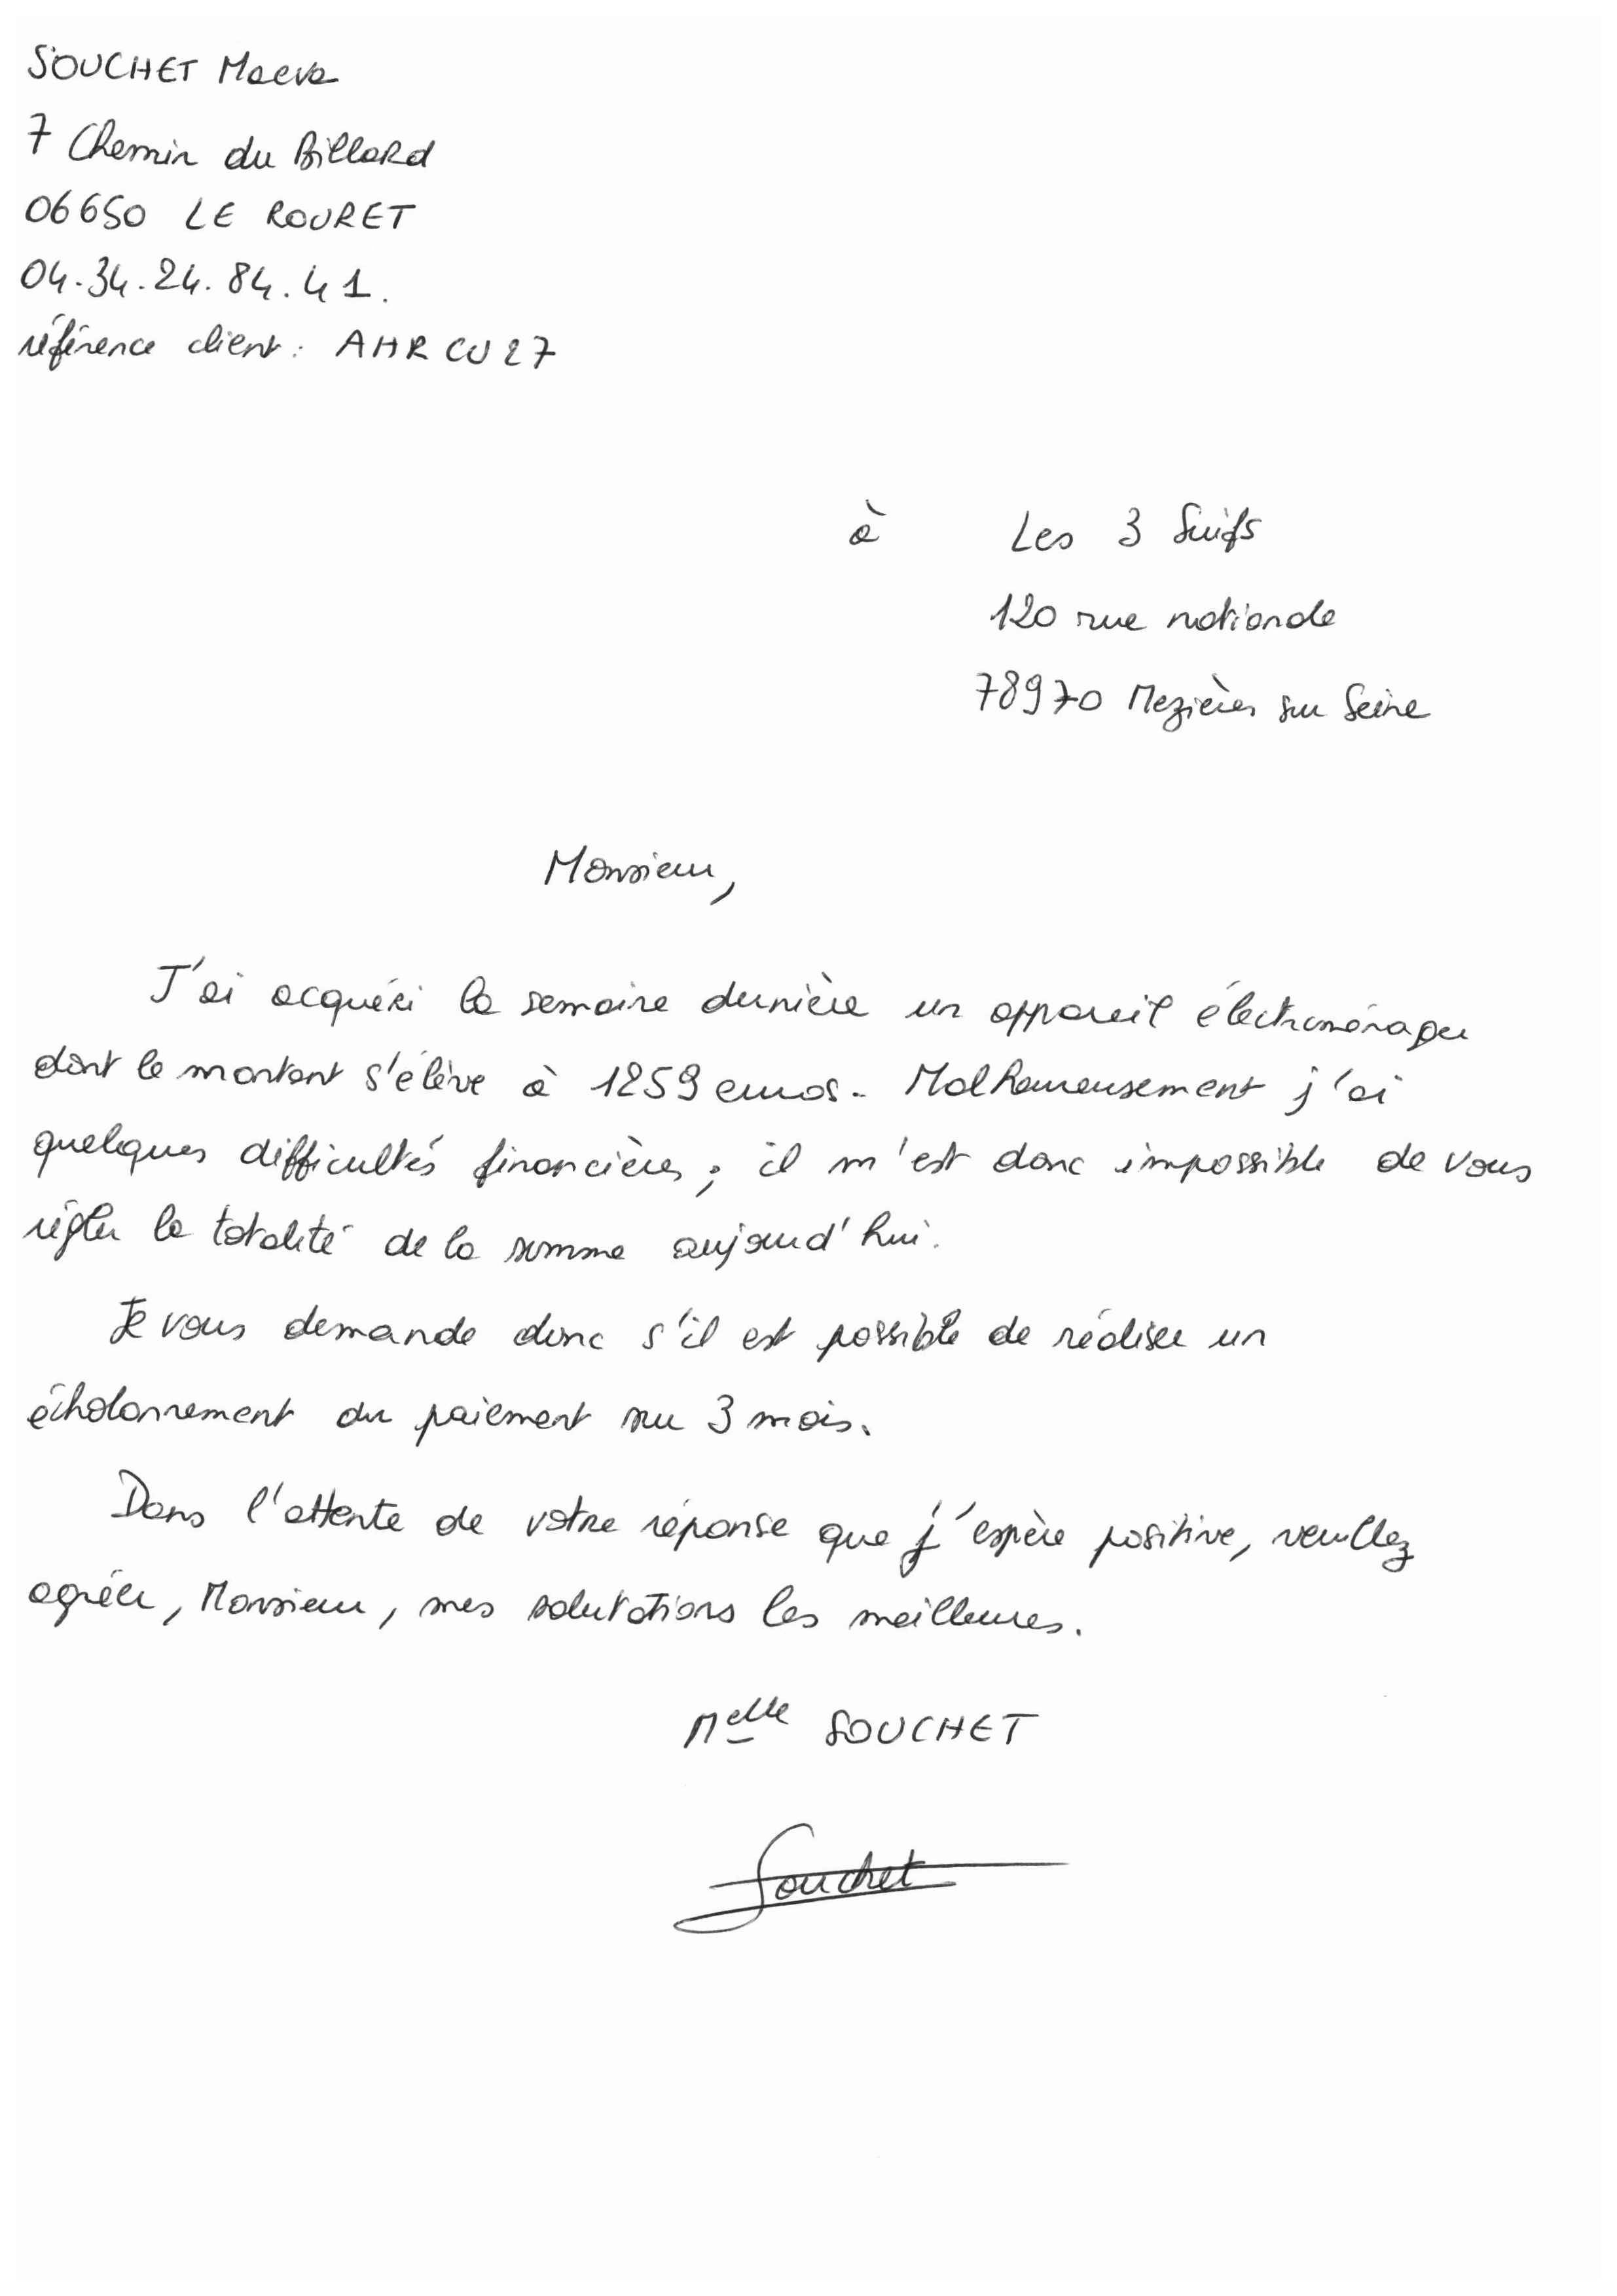 SOUCHET Maeva
7 Chemin du Billard
06650 LE ROURET
04.34.24.84.41.
référence client : AHRCU27
à Les 3 Suifs
120 rue nationale
78970 Mezières sur Seine
Monsieur,
J'ai acquéri la semaine dernière un appareil électroménager
dont le montant s'élève à 1259 euros. Malheureusement j'ai
quelques difficultés financières ; il m'est donc impossible de vous
régler la totalité de la somme aujourd'hui.
Je vous demande donc s'il est possible de réaliser un
échelonnement du paiement sur 3 mois.
Dans l'attente de votre réponse que j'espère positive, veuillez
agréer, Monsieur, mes salutations les meilleures.
Melle SOUCHET
Souchet